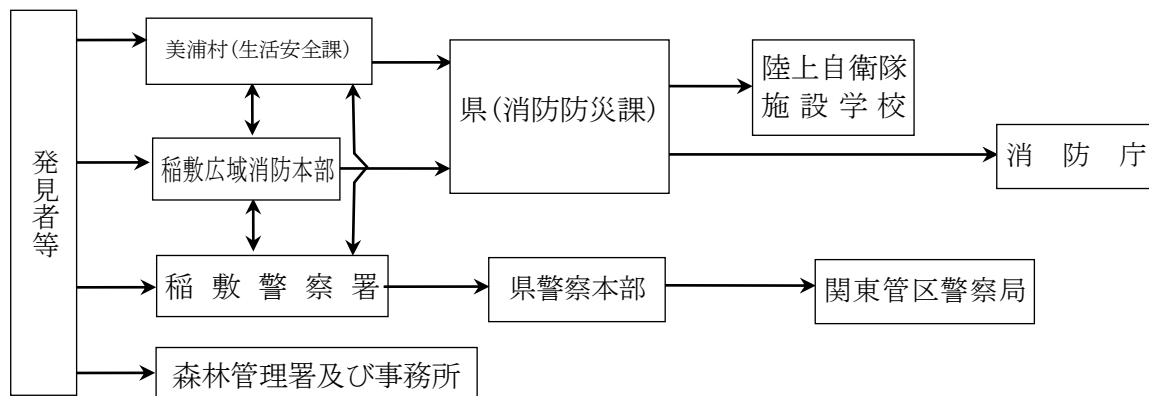 発見者等
美浦村(生活安全課)
稲敷広域消防本部
稲敷警察署
森林管理署及び事務所
県(消防防災課)
県警察本部
陸上自衛隊
施設学校
消防庁
関東管区警察局